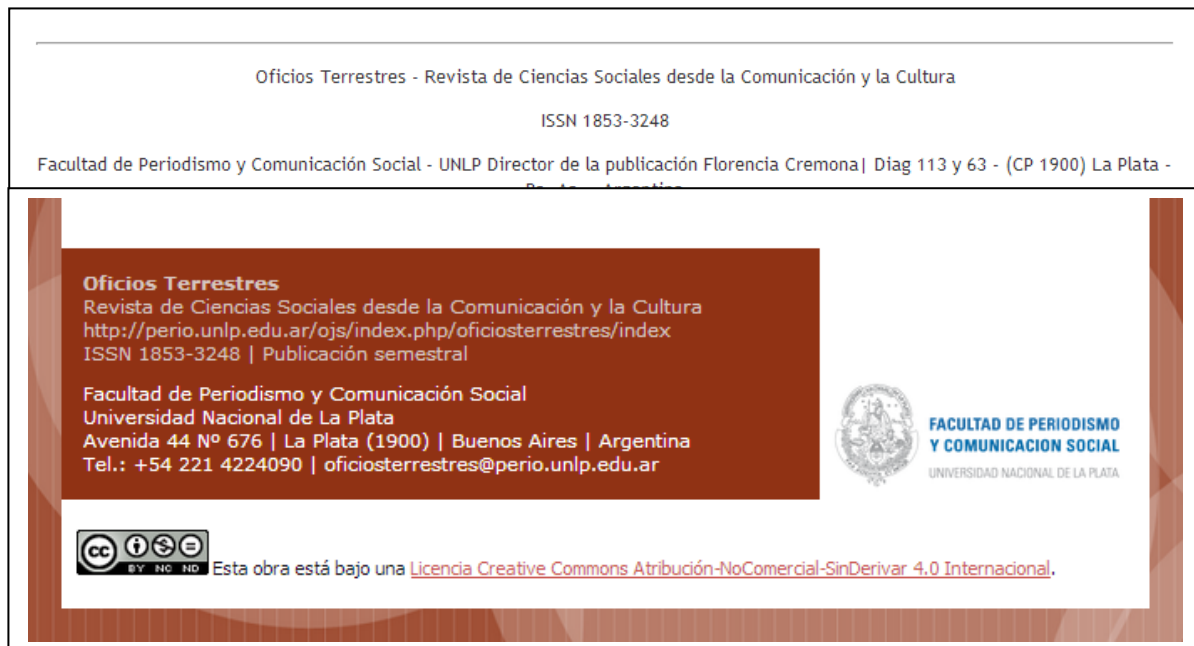 Oficios Terrestres - Revista de Ciencias Sociales desde la Comunicación y la Cultura
ISSN 1853-3248
Facultad de Periodismo y Comunicación Social - UNLP Director de la publicación Florencia Cremona| Diag 113 y 63 - (CP 1900) La Plata -
Oficios Terrestres
Revista de Ciencias Sociales desde la Comunicación y la Cultura
http://perio.unlp.edu.ar/ojs/index.php/oficiosterrestres/index
ISSN 1853-3248 | Publicación semestral
Facultad de Periodismo y Comunicación Social
Universidad Nacional de La Plata
Avenida 44 Nº 676 | La Plata (1900) | Buenos Aires | Argentina
Tel.: +54 221 4224090 | oficiosterrestres@perio.unlp.edu.ar
FACULTAD DE PERIODISMO
Y COMUNICACION SOCIAL
UNIVERSIDAD NACIONAL DE LA PLATA
cc
BY NC ND
Esta obra está bajo una Licencia Creative Commons Atribución-NoComercial-SinDerivar 4.0 Internacional.